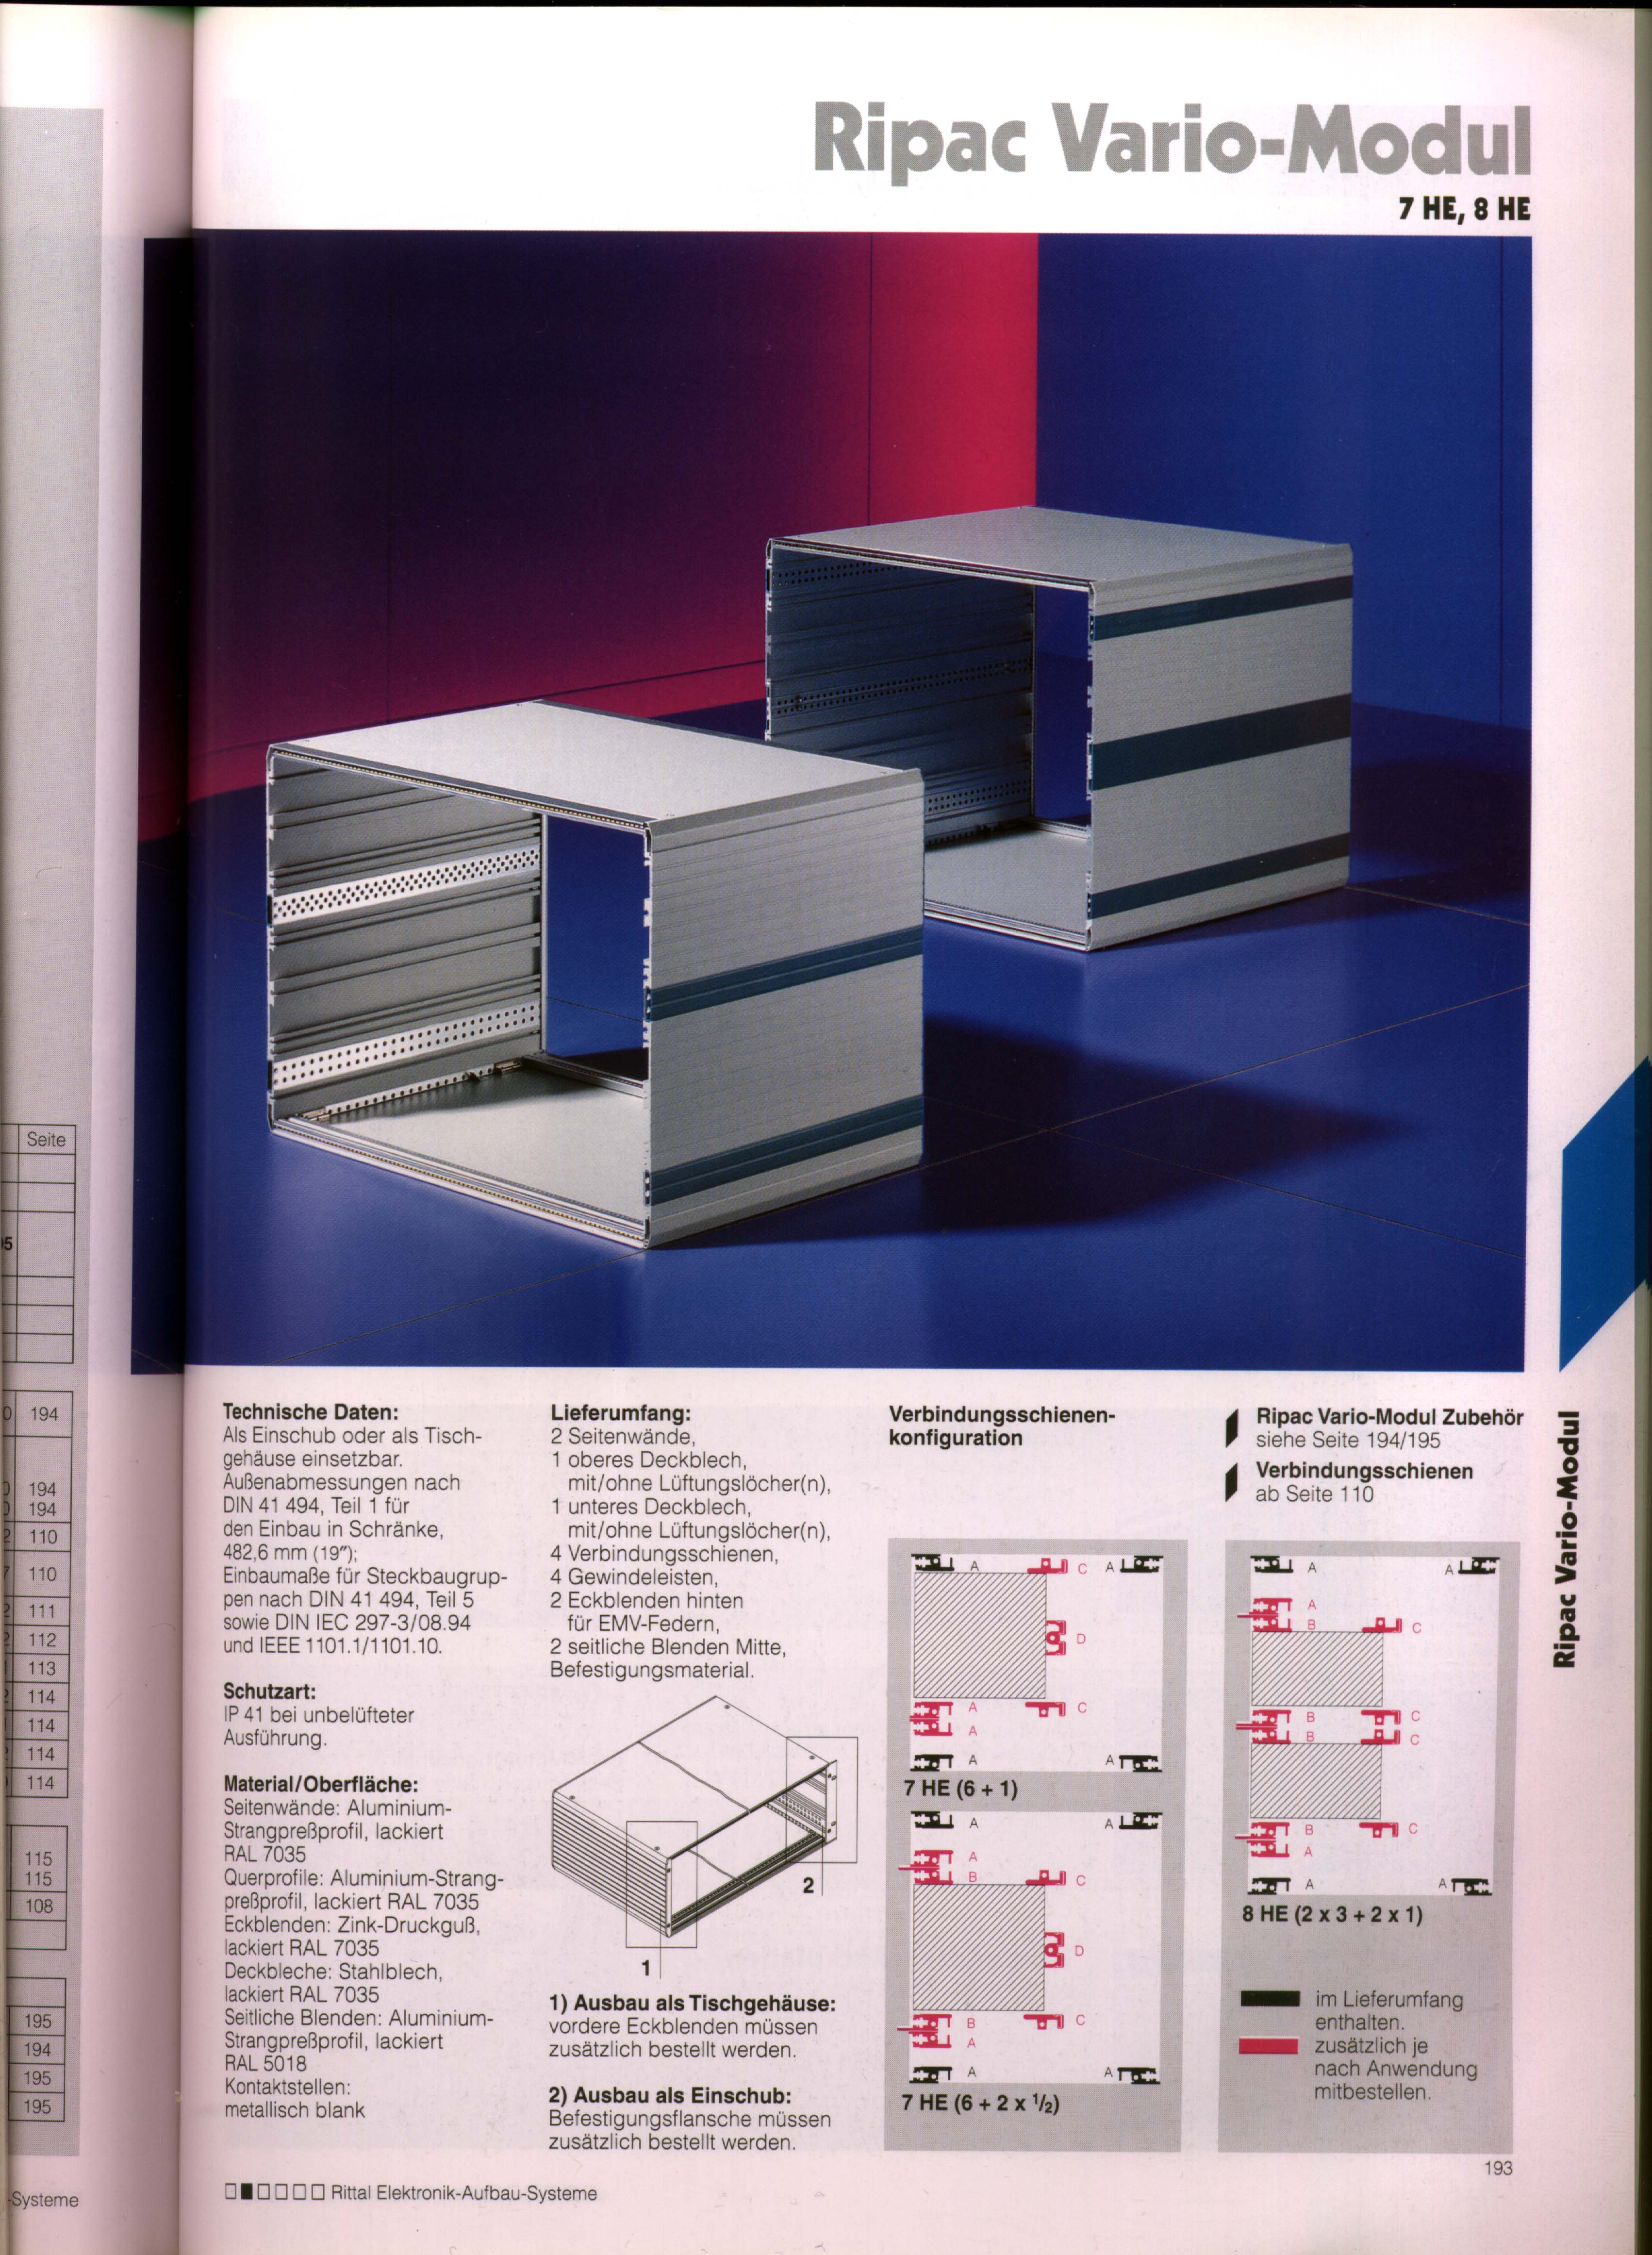 Ripac Vario-Modul
7 HE, 8 HE
Technische Daten:
Als Einschub oder als Tisch-
gehäuse einsetzbar.
Außenabmessungen nach
DIN 41 494, Teil 1 für
den Einbau in Schränke,
482,6 mm (19″);
Einbaumaße für Steckbaugrup-
pen nach DIN 41 494, Teil 5
sowie DIN IEC 297-3/08.94
und IEEE 1101.1/1101.10.
Schutzart:
IP 41 bei unbelüfteter
Ausführung.
Material/Oberfläche:
Seitenwände: Aluminium-
Strangpreßprofil, lackiert
RAL 7035
Querprofile: Aluminium-Strang-
preßprofil, lackiert RAL 7035
Eckblenden: Zink-Druckguß,
lackiert RAL 7035
Deckbleche: Stahlblech,
lackiert RAL 7035
Seitliche Blenden: Aluminium-
Strangpreßprofil, lackiert
RAL 5018
Kontaktstellen:
metallisch blank
Lieferumfang:
2 Seitenwände,
1 oberes Deckblech,
mit/ohne Lüftungslöcher(n),
1 unteres Deckblech,
mit/ohne Lüftungslöcher(n),
4 Verbindungsschienen,
4 Gewindeleisten,
2 Eckblenden hinten
für EMV-Federn,
2 seitliche Blenden Mitte,
Befestigungsmaterial.
2
1
1) Ausbau als Tischgehäuse:
vordere Eckblenden müssen
zusätzlich bestellt werden.
2) Ausbau als Einschub:
Befestigungsflansche müssen
zusätzlich bestellt werden.
Verbindungsschienen-
konfiguration
A C A
D
A C
A
A A
7 HE (6 + 1)
A A
A
B C
D
B C
A
A A
7 HE (6 + 2 x 1/2)
Ripac Vario-Modul Zubehör
siehe Seite 194/195
Verbindungsschienen
ab Seite 110
A A
A
B C
B C
B C
B C
A
A A
8 HE (2 x 3 + 2 x 1)
im Lieferumfang
enthalten.
zusätzlich je
nach Anwendung
mitbestellen.
Ripac Vario-Modul
193
Rittal Elektronik-Aufbau-Systeme
Seite
194
194
194
110
110
111
112
113
114
114
114
114
115
115
108
195
194
195
195
-Systeme